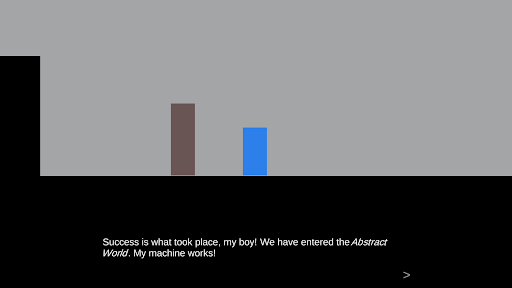 Success is what took place, my boy! We have entered the Abstract
World. My machine works!
>